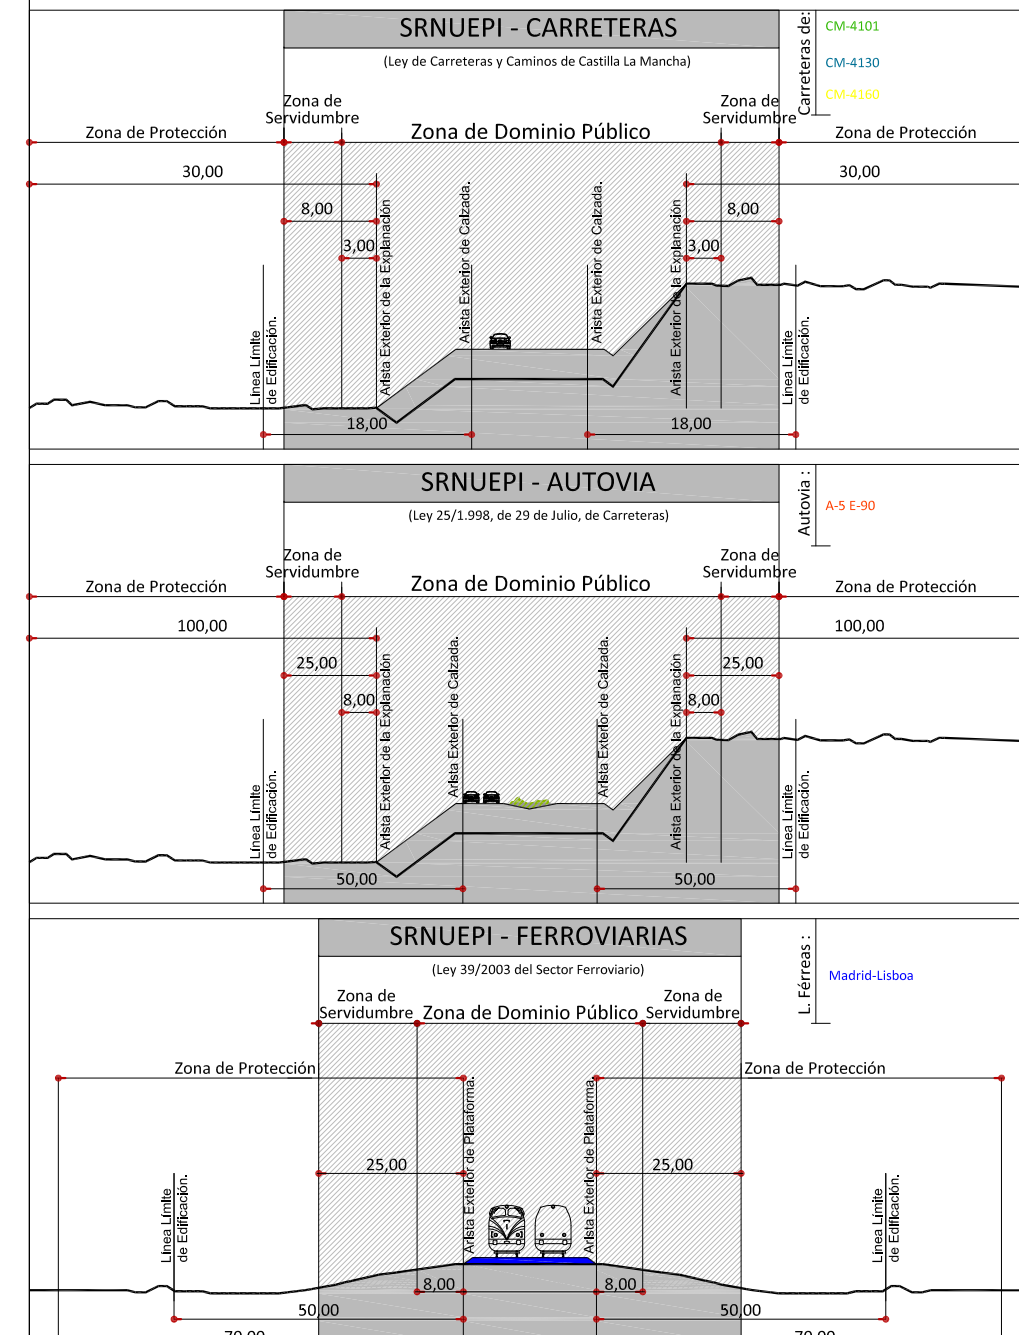 SRNUEPI - CARRETERAS
(Ley de Carreteras y Caminos de Castilla La Mancha)
Carreteras de:
CM-4101
CM-4130
CM-4160
Zona de
Servidumbre
Zona de
Servidumbre
Zona de Protección
Zona de Dominio Público
Zona de Protección
30,00
30,00
8,00
8,00
3,00
3,00
Arista Exterior de la Explanación
Arista Exterior de Calzada.
Arista Exterior de Calzada.
Arista Exterior de la Explanación
Línea Límite
de Edificación.
Línea Límite
de Edificación.
18,00
18,00
SRNUEPI - AUTOVIA
(Ley 25/1.998, de 29 de Julio, de Carreteras)
Autovia :
A-5 E-90
Zona de
Servidumbre
Zona de
Servidumbre
Zona de Protección
Zona de Dominio Público
Zona de Protección
100,00
100,00
25,00
25,00
8,00
8,00
Arista Exterior de la Explanación
Arista Exterior de Calzada.
Arista Exterior de Calzada.
Arista Exterior de la Explanación
Línea Límite
de Edificación.
Línea Límite
de Edificación.
50,00
50,00
SRNUEPI - FERROVIARIAS
(Ley 39/2003 del Sector Ferroviario)
L. Férreas :
Madrid-Lisboa
Zona de
Servidumbre
Zona de Dominio Público
Zona de
Servidumbre
Zona de Protección
Zona de Protección
Arista Exterior de Plataforma.
Arista Exterior de Plataforma.
25,00
25,00
Línea Límite
de Edificación.
Línea Límite
de Edificación.
8,00
8,00
50,00
50,00
70,00
70,00